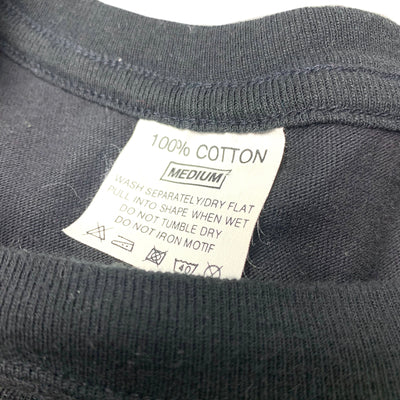 100% COTTON
MEDIUM
WASH SEPARATELY/DRY FLAT
PULL INTO SHAPE WHEN WET
DO NOT TUMBLE DRY
DO NOT IRON MOTIF
40